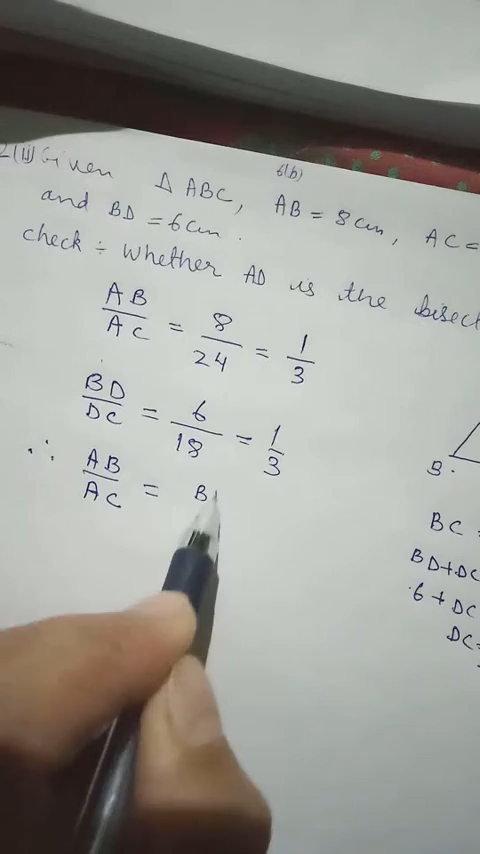 6(b)
2(ii) Given Δ ABC, AB = 8cm, AC =
and BD = 6cm.
check ÷ whether AD is the bisect
AB/AC = 8/24 = 1/3
BD/DC = 6/18 = 1/3
∴ AB/AC = B
B
BC =
BD+DC
6 + DC
DC =